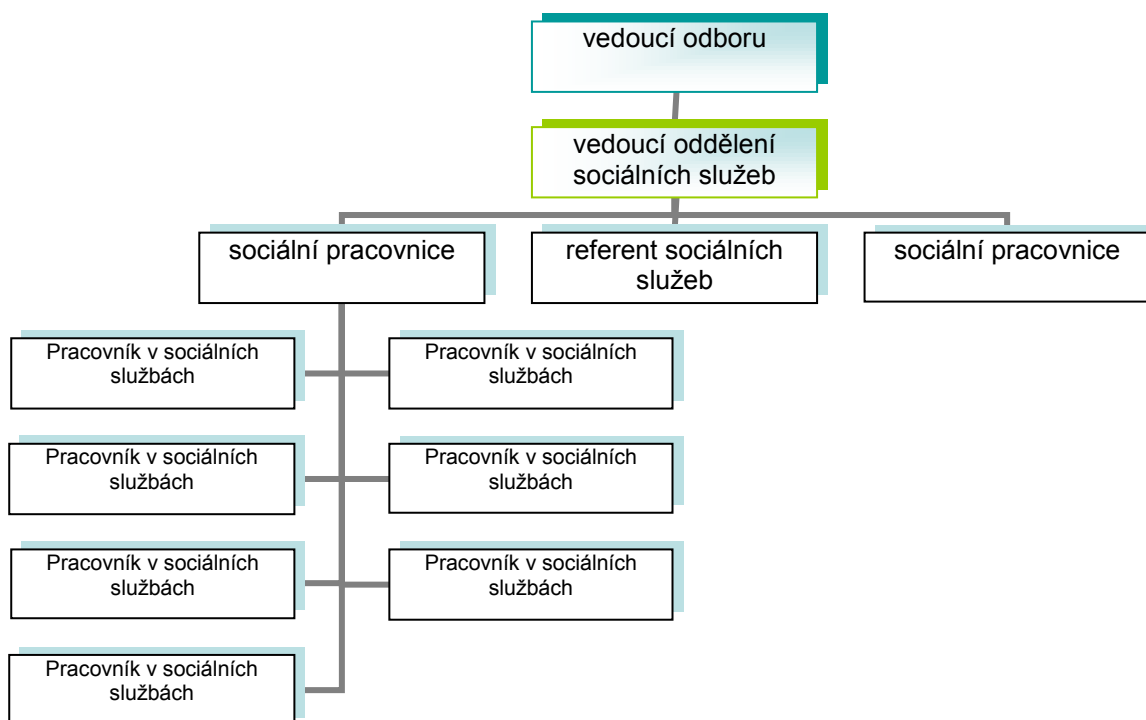 vedoucí odboru
vedoucí oddělení
sociálních služeb
sociální pracovnice
referent sociálních
služeb
sociální pracovnice
Pracovník v sociálních
službách
Pracovník v sociálních
službách
Pracovník v sociálních
službách
Pracovník v sociálních
službách
Pracovník v sociálních
službách
Pracovník v sociálních
službách
Pracovník v sociálních
službách